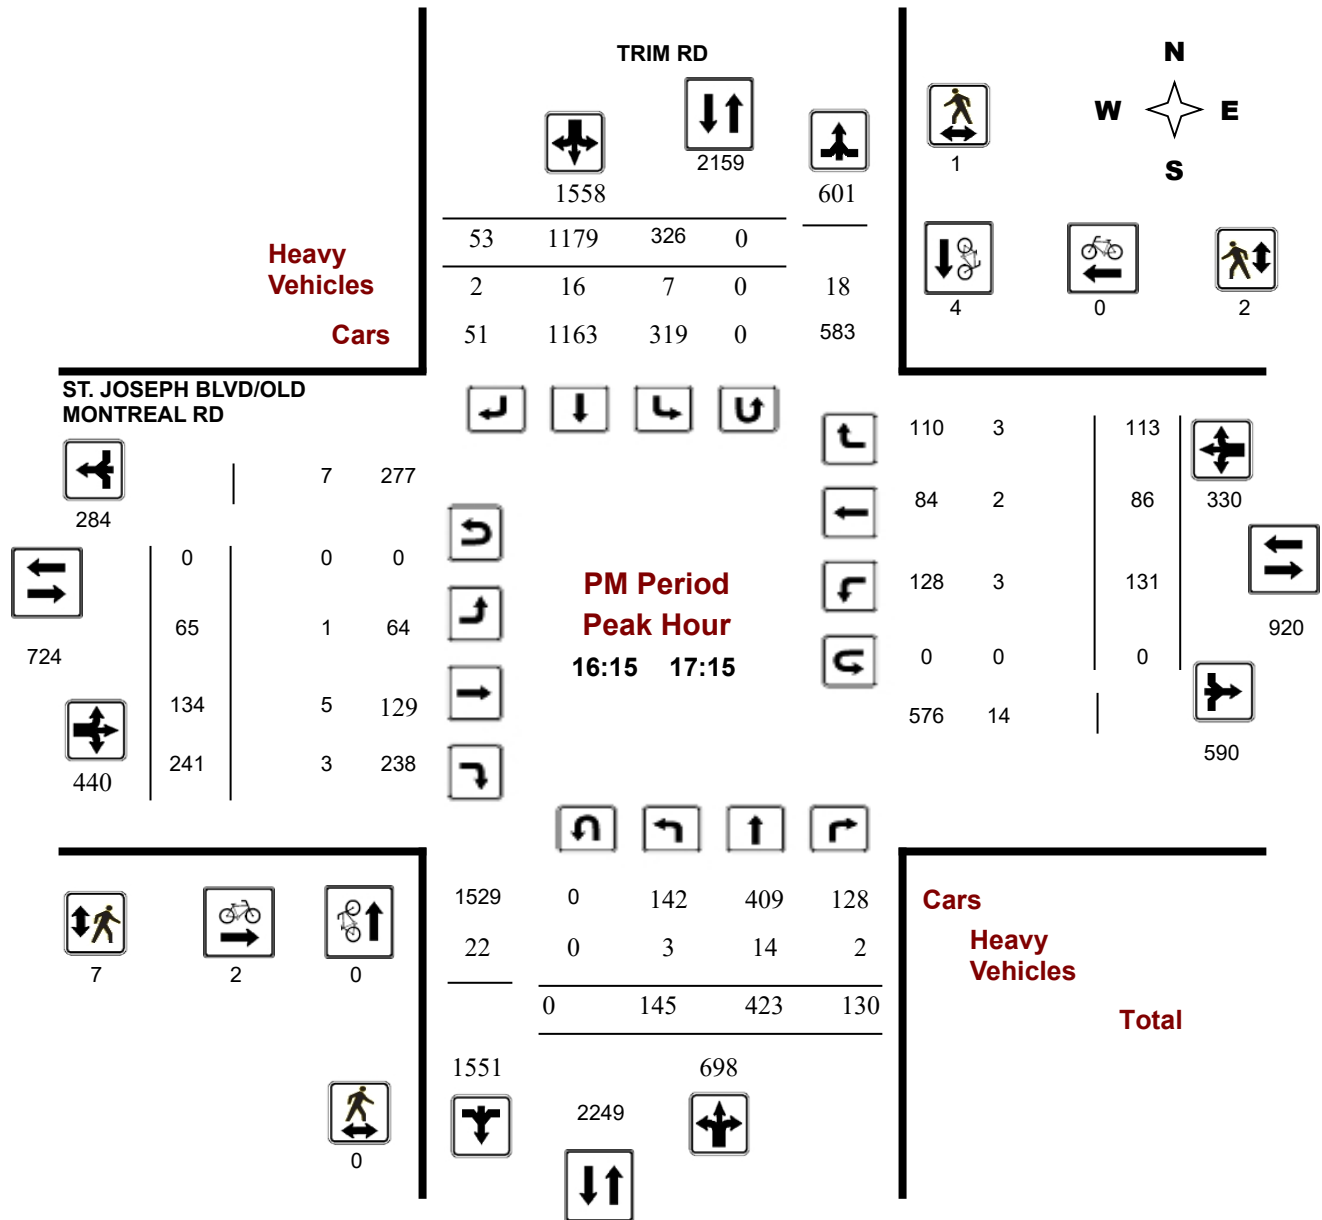 TRIM RD
N
W E
S
2159
1
1558
601
53 1179 326 0
Heavy
Vehicles
2 16 7 0 18
4 0 2
Cars
51 1163 319 0 583
ST. JOSEPH BLVD/OLD
MONTREAL RD
110 3 113
7 277
284
84 2 86 330
0 0 0
PM Period
128 3 131
Peak Hour
65 1 64
920
724
16:15 17:15
0 0 0
134 5 129
576 14
590
241 3 238
440
1529 0 142 409 128
Cars
22 0 3 14 2
Heavy
Vehicles
7 2 0
0 145 423 130
Total
1551 698
2249
0